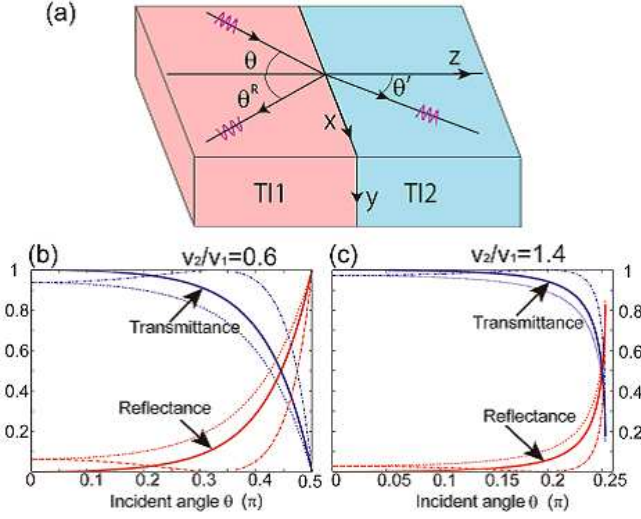 (a)
θ
θᴿ
θ′
Z
X
y
TI1
TI2
(b)
v₂/v₁=0.6
(c)
v₂/v₁=1.4
1
0.8
0.6
0.4
0.2
Transmittance
Reflectance
0
0.1
0.2
0.3
0.4
0.5
Incident angle θ (π)
Transmittance
Reflectance
1
0.8
0.6
0.4
0.2
0
0.05
0.1
0.15
0.2
0.25
Incident angle θ (π)